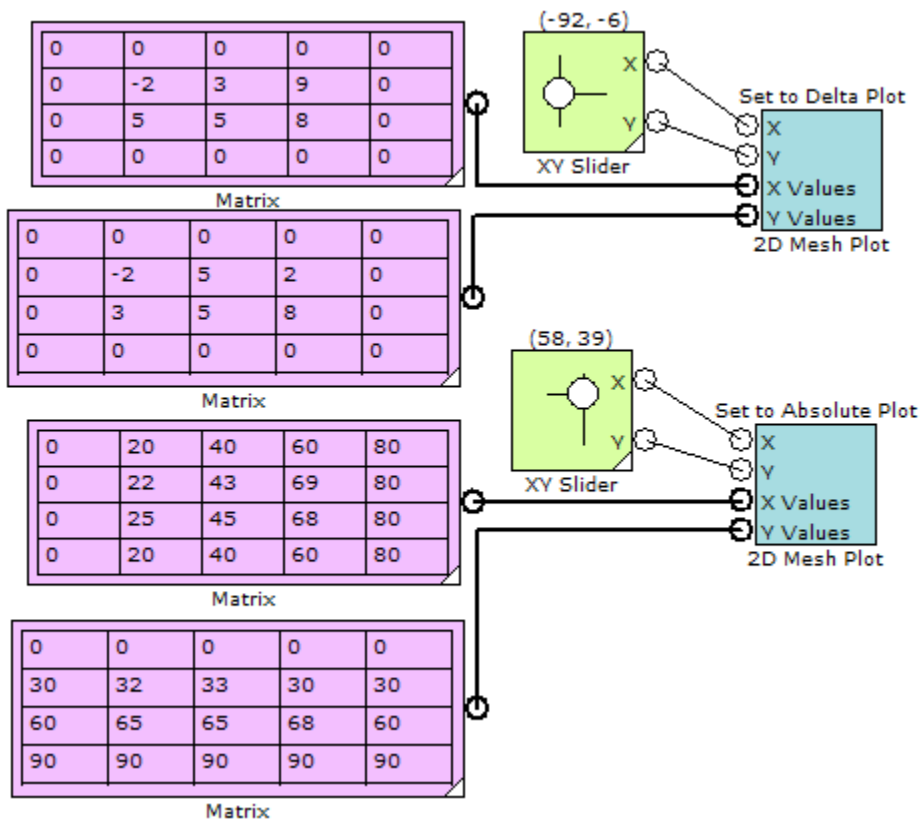 0 0 0 0 0
0 -2 3 9 0
0 5 5 8 0
0 0 0 0 0
Matrix
(-92, -6)
X
Y
XY Slider
Set to Delta Plot
X
Y
X Values
Y Values
2D Mesh Plot
0 0 0 0 0
0 -2 5 2 0
0 3 5 8 0
0 0 0 0 0
Matrix
(58, 39)
X
Y
XY Slider
Set to Absolute Plot
X
Y
X Values
Y Values
2D Mesh Plot
0 20 40 60 80
0 22 43 69 80
0 25 45 68 80
0 20 40 60 80
Matrix
0 0 0 0 0
30 32 33 30 30
60 65 65 68 60
90 90 90 90 90
Matrix